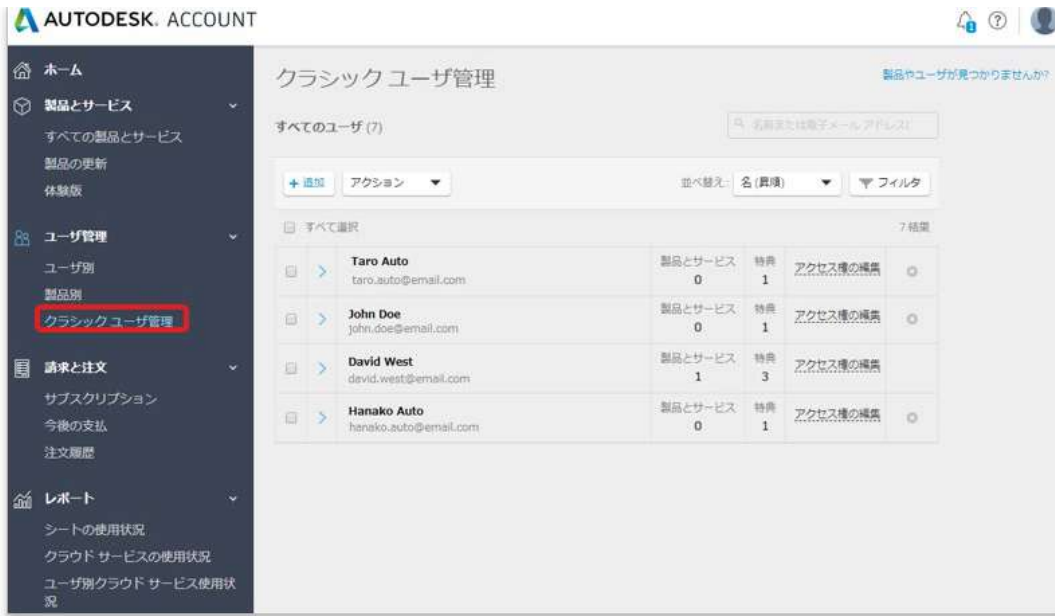 AUTODESK. ACCOUNT
1
ホーム
製品とサービス
すべての製品とサービス
製品の更新
体験版
ユーザ管理
ユーザ別
製品別
クラシック ユーザ管理
請求と注文
サブスクリプション
今後の支払
注文履歴
レポート
シートの使用状況
クラウド サービスの使用状況
ユーザ別クラウド サービス使用状
況
クラシック ユーザ管理
製品やユーザが見つかりませんか?
すべてのユーザ (7)
名前または電子メール アドレスに
+ 追加 アクション 並べ替え: 名 (昇順) フィルタ
すべて選択 7 結果
Taro Auto 製品とサービス 特典 アクセス権の編集
taro.auto@email.com 0 1
John Doe 製品とサービス 特典 アクセス権の編集
john.doe@email.com 0 1
David West 製品とサービス 特典 アクセス権の編集
david.west@email.com 1 3
Hanako Auto 製品とサービス 特典 アクセス権の編集
hanako.auto@email.com 0 1